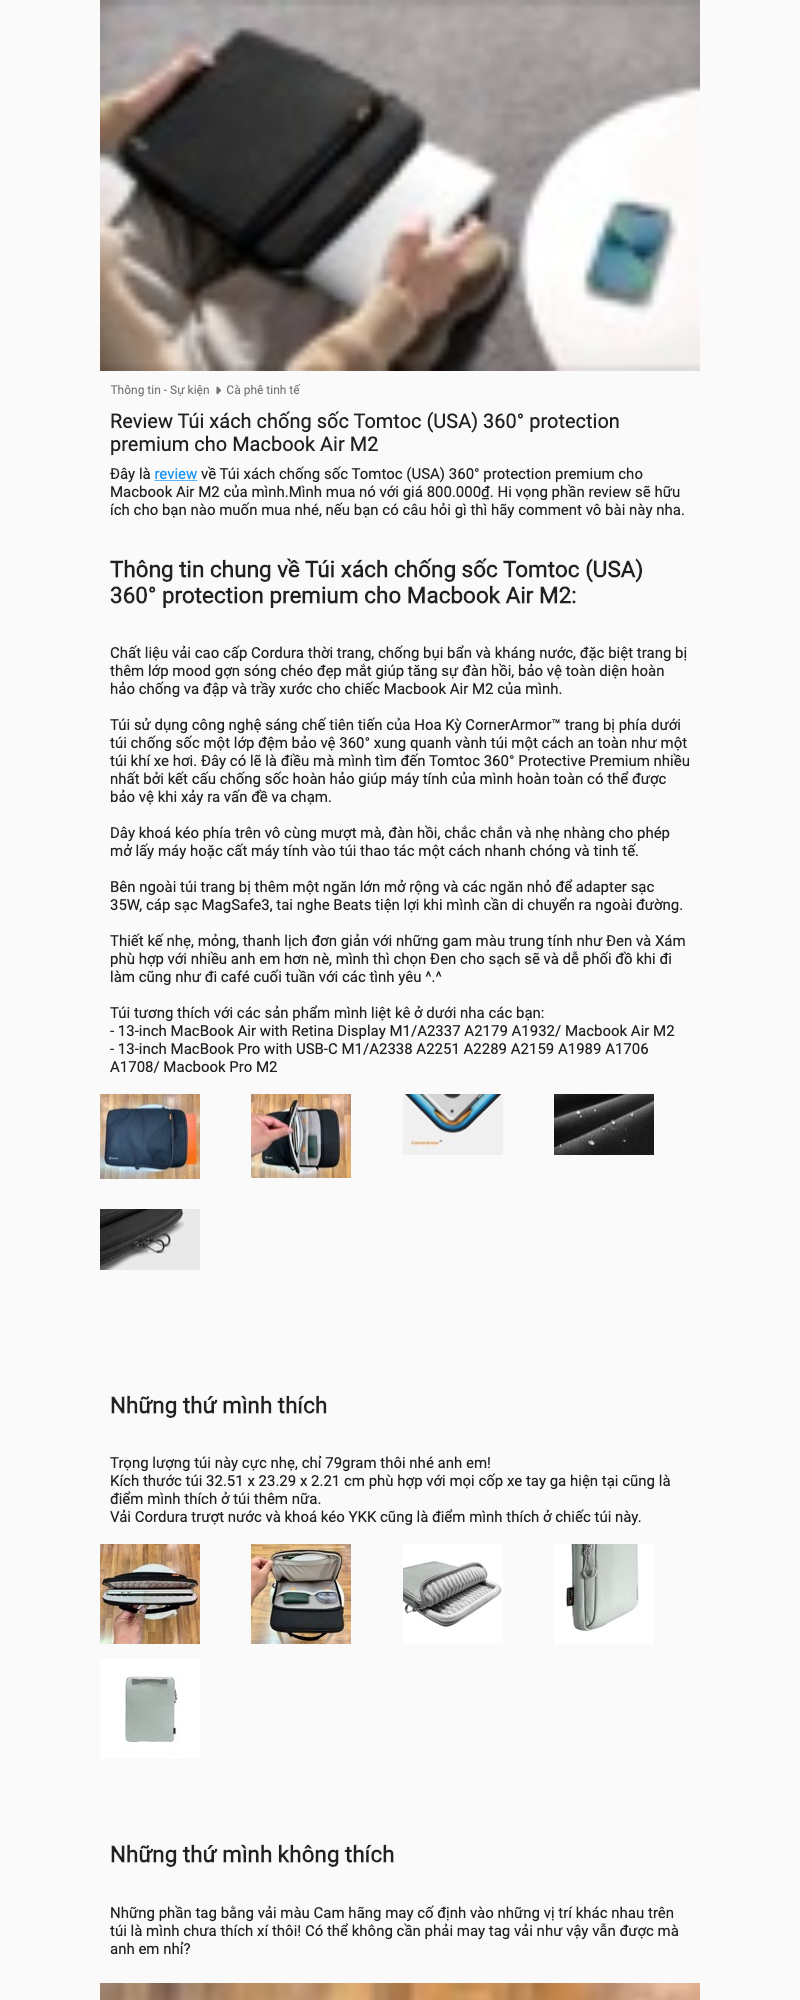 Thông tin - Sự kiện Cà phê tinh tế
Review Túi xách chống sốc Tomtoc (USA) 360° protection
premium cho Macbook Air M2
Đây là review về Túi xách chống sốc Tomtoc (USA) 360° protection premium cho
Macbook Air M2 của mình.Mình mua nó với giá 800.000₫. Hi vọng phần review sẽ hữu
ích cho bạn nào muốn mua nhé, nếu bạn có câu hỏi gì thì hãy comment vô bài này nha.
Thông tin chung về Túi xách chống sốc Tomtoc (USA)
360° protection premium cho Macbook Air M2:
Chất liệu vải cao cấp Cordura thời trang, chống bụi bẩn và kháng nước, đặc biệt trang bị
thêm lớp mood gợn sóng chéo đẹp mắt giúp tăng sự đàn hồi, bảo vệ toàn diện hoàn
hảo chống va đập và trầy xước cho chiếc Macbook Air M2 của mình.
Túi sử dụng công nghệ sáng chế tiên tiến của Hoa Kỳ CornerArmor™ trang bị phía dưới
túi chống sốc một lớp đệm bảo vệ 360° xung quanh vành túi một cách an toàn như một
túi khí xe hơi. Đây có lẽ là điều mà mình tìm đến Tomtoc 360° Protective Premium nhiều
nhất bởi kết cấu chống sốc hoàn hảo giúp máy tính của mình hoàn toàn có thể được
bảo vệ khi xảy ra vấn đề va chạm.
Dây khoá kéo phía trên vô cùng mượt mà, đàn hồi, chắc chắn và nhẹ nhàng cho phép
mở lấy máy hoặc cất máy tính vào túi thao tác một cách nhanh chóng và tinh tế.
Bên ngoài túi trang bị thêm một ngăn lớn mở rộng và các ngăn nhỏ để adapter sạc
35W, cáp sạc MagSafe3, tai nghe Beats tiện lợi khi mình cần di chuyển ra ngoài đường.
Thiết kế nhẹ, mỏng, thanh lịch đơn giản với những gam màu trung tính như Đen và Xám
phù hợp với nhiều anh em hơn nè, mình thì chọn Đen cho sạch sẽ và dễ phối đồ khi đi
làm cũng như đi café cuối tuần với các tình yêu ^.^
Túi tương thích với các sản phẩm mình liệt kê ở dưới nha các bạn:
- 13-inch MacBook Air with Retina Display M1/A2337 A2179 A1932/ Macbook Air M2
- 13-inch MacBook Pro with USB-C M1/A2338 A2251 A2289 A2159 A1989 A1706
A1708/ Macbook Pro M2
CornerArmor™
Những thứ mình thích
Trọng lượng túi này cực nhẹ, chỉ 79gram thôi nhé anh em!
Kích thước túi 32.51 x 23.29 x 2.21 cm phù hợp với mọi cốp xe tay ga hiện tại cũng là
điểm mình thích ở túi thêm nữa.
Vải Cordura trượt nước và khoá kéo YKK cũng là điểm mình thích ở chiếc túi này.
Những thứ mình không thích
Những phần tag bằng vải màu Cam hãng may cố định vào những vị trí khác nhau trên
túi là mình chưa thích xí thôi! Có thể không cần phải may tag vải như vậy vẫn được mà
anh em nhỉ?